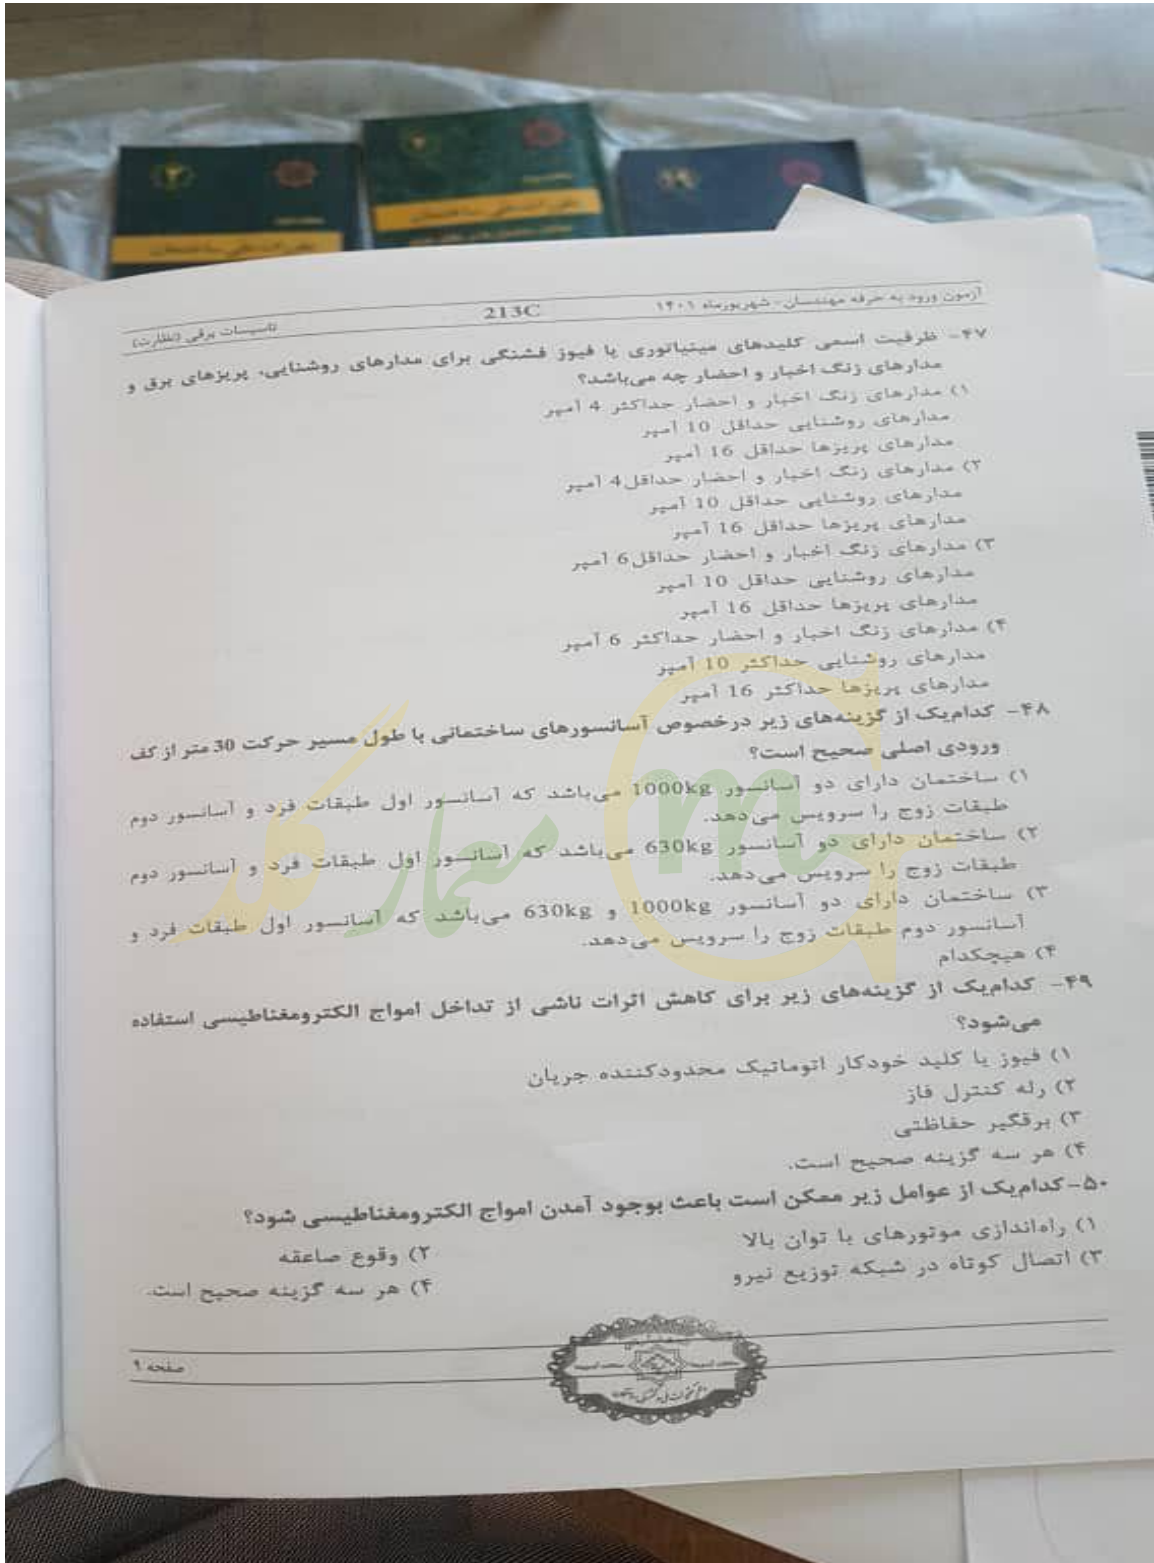 آزمون ورود به حرفه مهندسان - شهریورماه ۱۴۰۱
213C
تاسیسات برقی (نظارت)
۴۷- ظرفیت اسمی کلیدهای مینیاتوری یا فیوز فشنگی برای مدارهای روشنایی، پریزهای برق و
مدارهای زنگ اخبار و احضار چه می‌باشد؟
۱) مدارهای زنگ اخبار و احضار حداکثر 4 آمپر
مدارهای روشنایی حداقل 10 آمپر
مدارهای پریزها حداقل 16 آمپر
۲) مدارهای زنگ اخبار و احضار حداقل 4 آمپر
مدارهای روشنایی حداقل 10 آمپر
مدارهای پریزها حداقل 16 آمپر
۳) مدارهای زنگ اخبار و احضار حداقل 6 آمپر
مدارهای روشنایی حداقل 10 آمپر
مدارهای پریزها حداقل 16 آمپر
۴) مدارهای زنگ اخبار و احضار حداکثر 6 آمپر
مدارهای روشنایی حداکثر 10 آمپر
مدارهای پریزها حداکثر 16 آمپر
۴۸- کدام‌یک از گزینه‌های زیر درخصوص آسانسورهای ساختمانی با طول مسیر حرکت 30 متر از کف
ورودی اصلی صحیح است؟
۱) ساختمان دارای دو آسانسور 1000kg می‌باشد که آسانسور اول طبقات فرد و آسانسور دوم
طبقات زوج را سرویس می‌دهد.
۲) ساختمان دارای دو آسانسور 630kg می‌باشد که آسانسور اول طبقات فرد و آسانسور دوم
طبقات زوج را سرویس می‌دهد.
۳) ساختمان دارای دو آسانسور 1000kg و 630kg می‌باشد که آسانسور اول طبقات فرد و
آسانسور دوم طبقات زوج را سرویس می‌دهد.
۴) هیچکدام
معمار گلد
۴۹- کدام‌یک از گزینه‌های زیر برای کاهش اثرات ناشی از تداخل امواج الکترومغناطیسی استفاده
می‌شود؟
۱) فیوز یا کلید خودکار اتوماتیک محدودکننده جریان
۲) رله کنترل فاز
۳) برقگیر حفاظتی
۴) هر سه گزینه صحیح است.
۵۰- کدام‌یک از عوامل زیر ممکن است باعث بوجود آمدن امواج الکترومغناطیسی شود؟
۱) راه‌اندازی موتورهای با توان بالا
۲) وقوع صاعقه
۳) اتصال کوتاه در شبکه توزیع نیرو
۴) هر سه گزینه صحیح است.
صفحه ۹